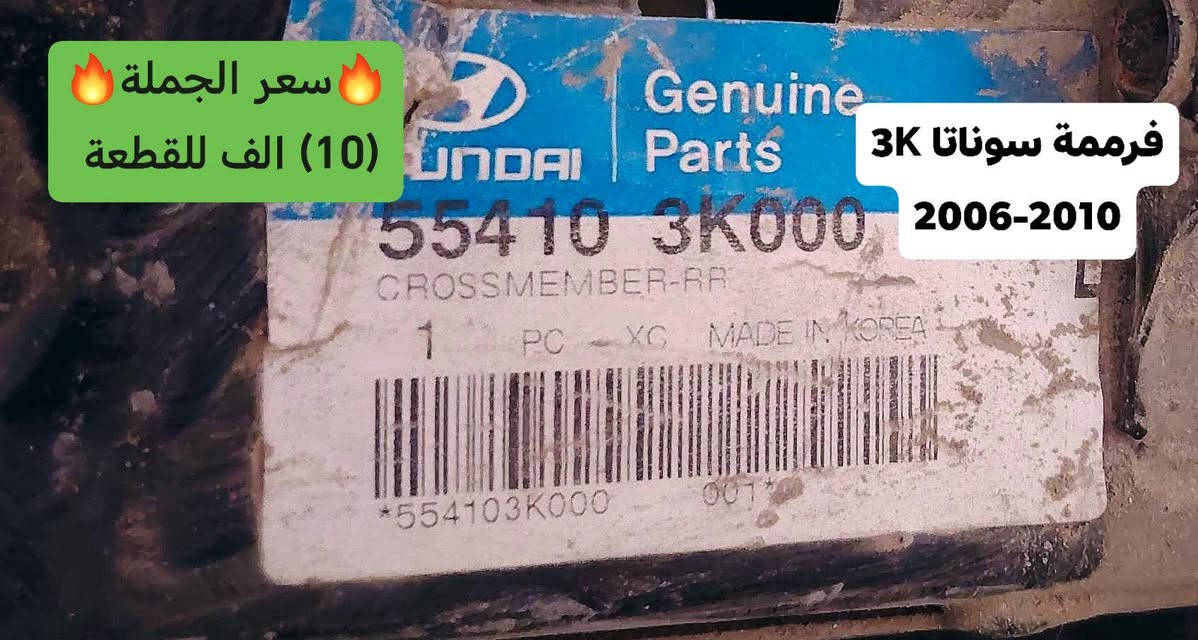 🔥سعر الجملة🔥
(10) الف للقطعة
Genuine
Parts
فرممة سوناتا 3K
2006-2010
55410 3K000
CROSSMEMBER-RR
1 PC - XG MADE IN KOREA
*554103K000 001*